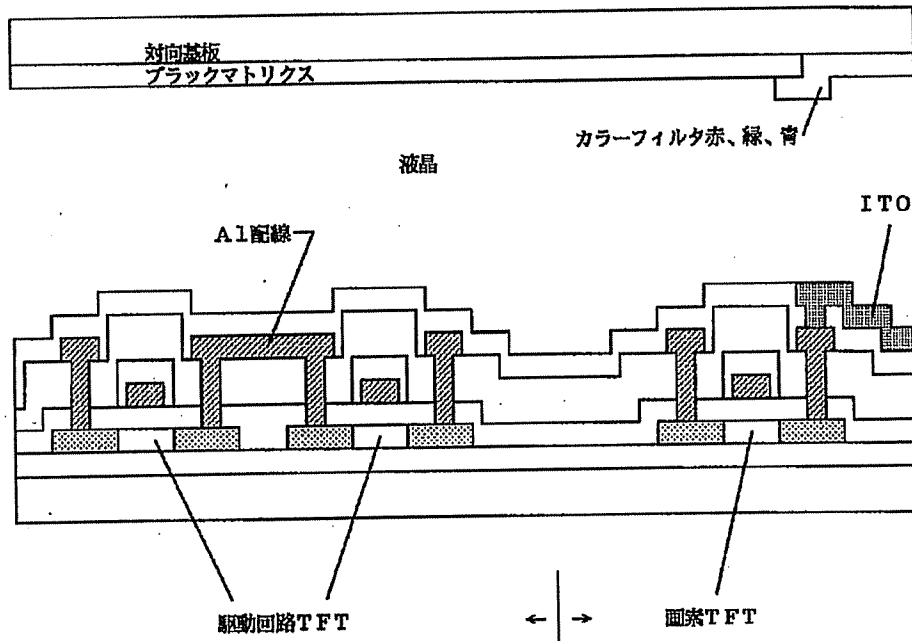 対向基板
ブラックマトリクス
カラーフィルタ赤、緑、青
液晶
ITO
Al配線
駆動回路TFT
←
→
画素TFT